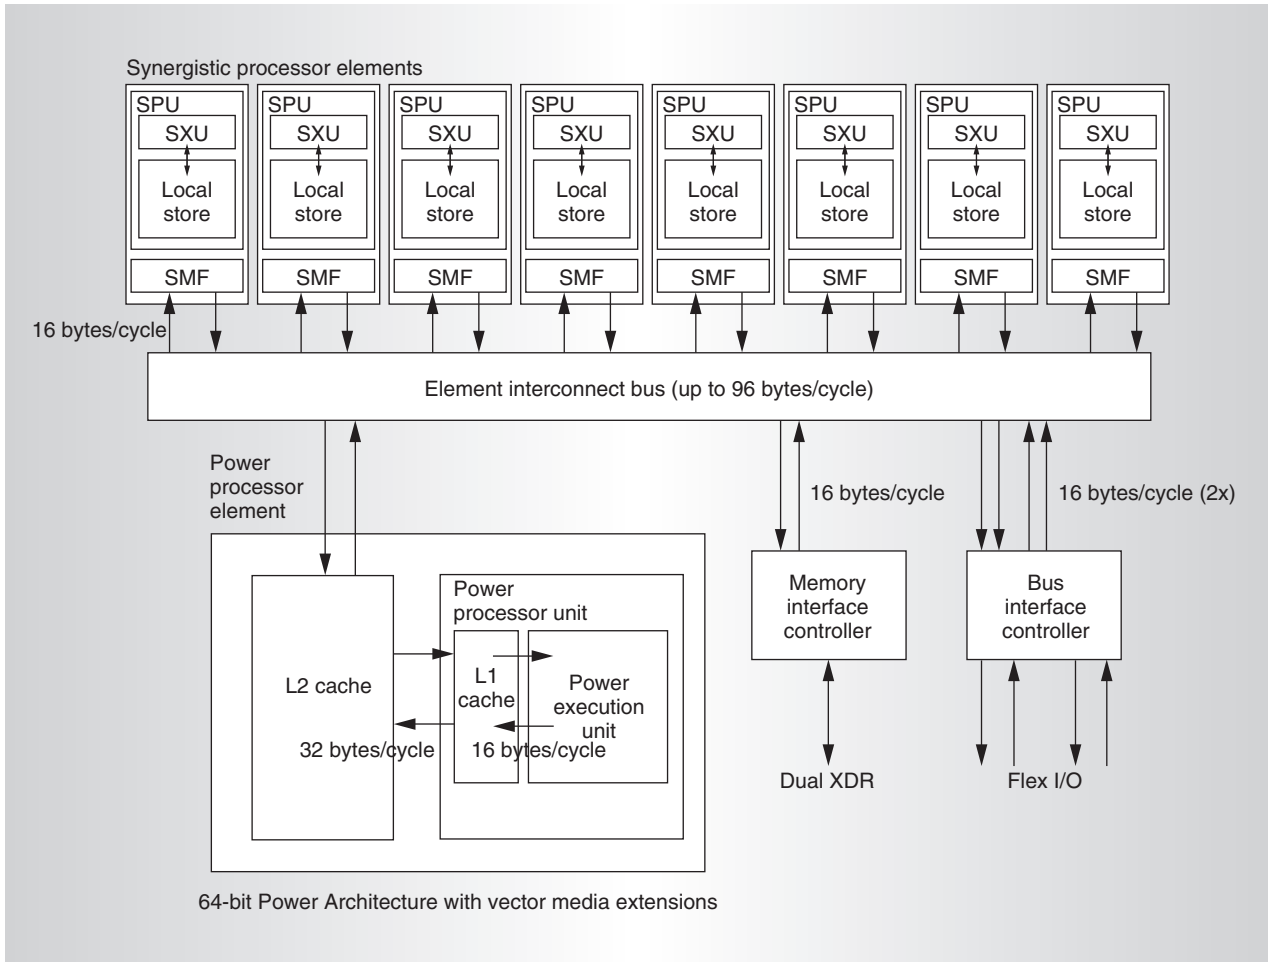 Synergistic processor elements
SPU SPU SPU SPU SPU SPU SPU SPU
SXU SXU SXU SXU SXU SXU SXU SXU
Local Local Local Local Local Local Local Local
store store store store store store store store
SMF SMF SMF SMF SMF SMF SMF SMF
16 bytes/cycle
Element interconnect bus (up to 96 bytes/cycle)
Power
processor
element
16 bytes/cycle
16 bytes/cycle (2x)
Power
processor unit
L2 cache
L1
cache
Power
execution
unit
32 bytes/cycle
16 bytes/cycle
Memory
interface
controller
Bus
interface
controller
Dual XDR
Flex I/O
64-bit Power Architecture with vector media extensions